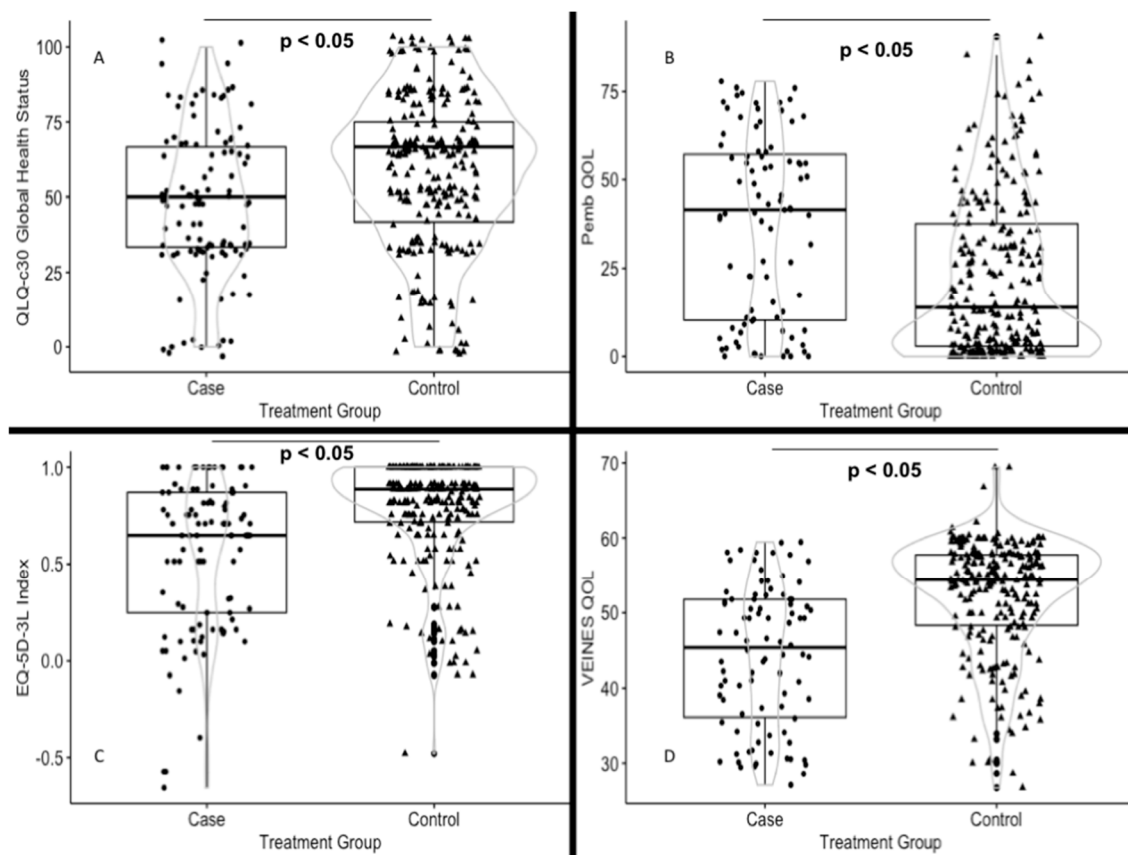 A
p < 0.05
QLQ-c30 Global Health Status
100
75
50
25
0
Case
Control
Treatment Group
B
p < 0.05
Pemb QOL
75
50
25
0
Case
Control
Treatment Group
C
p < 0.05
EQ-5D-3L Index
1.0
0.5
0.0
-0.5
Case
Control
Treatment Group
D
p < 0.05
VEINES QOL
70
60
50
40
30
Case
Control
Treatment Group